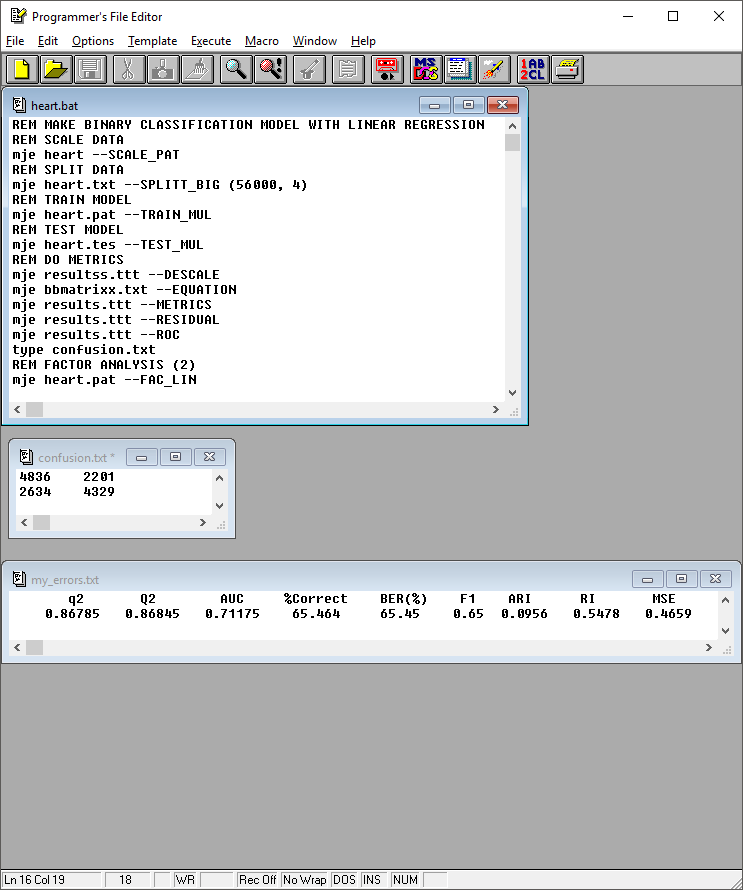 Programmer's File Editor
File Edit Options Template Execute Macro Window Help
MS DOS 1AB 2CL
heart.bat
REM MAKE BINARY CLASSIFICATION MODEL WITH LINEAR REGRESSION
REM SCALE DATA
mje heart --SCALE_PAT
REM SPLIT DATA
mje heart.txt --SPLITT_BIG (56000, 4)
REM TRAIN MODEL
mje heart.pat --TRAIN_MUL
REM TEST MODEL
mje heart.tes --TEST_MUL
REM DO METRICS
mje resultss.ttt --DESCALE
mje bbmatrixx.txt --EQUATION
mje results.ttt --METRICS
mje results.ttt --RESIDUAL
mje results.ttt --ROC
type confusion.txt
REM FACTOR ANALYSIS (2)
mje heart.pat --FAC_LIN
confusion.txt *
4836 2201
2634 4329
my_errors.txt
q2 Q2 AUC %Correct BER(%) F1 ARI RI MSE
0.86785 0.86845 0.71175 65.464 65.45 0.65 0.0956 0.5478 0.4659
Ln 16 Col 19 18 WR Rec Off No Wrap DOS INS NUM